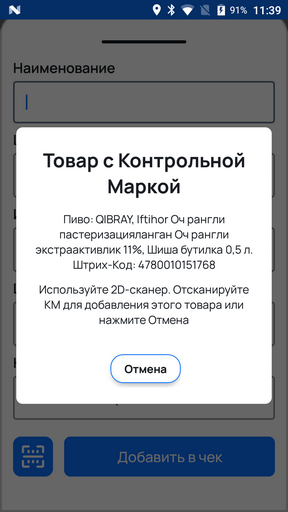 91% 11:39
Наименование
Товар с Контрольной
Маркой
Пиво: QIBRAY, Iftihor Оч рангли
пастеризацияланган Оч рангли
экстраактивлик 11%, Шиша бутилка 0,5 л.
Штрих-Код: 4780010151768
Используйте 2D-сканер. Отсканируйте
КМ для добавления этого товара или
нажмите Отмена
Отмена
Добавить в чек